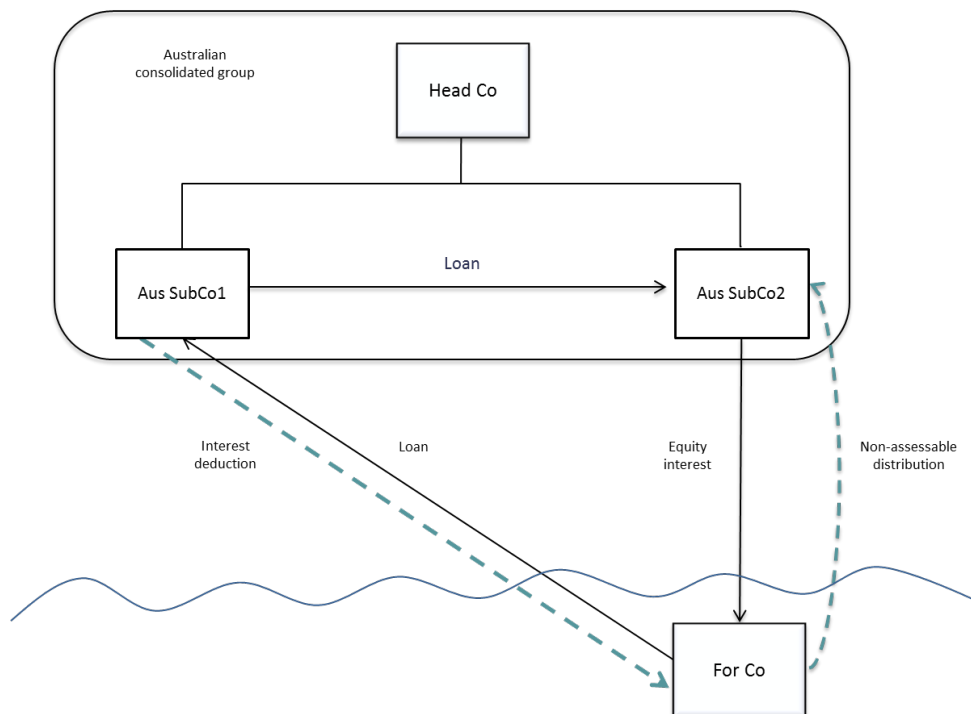 Australian
consolidated group
Head Co
Loan
Aus SubCo1
Aus SubCo2
Interest
deduction
Loan
Equity
interest
Non-assessable
distribution
For Co